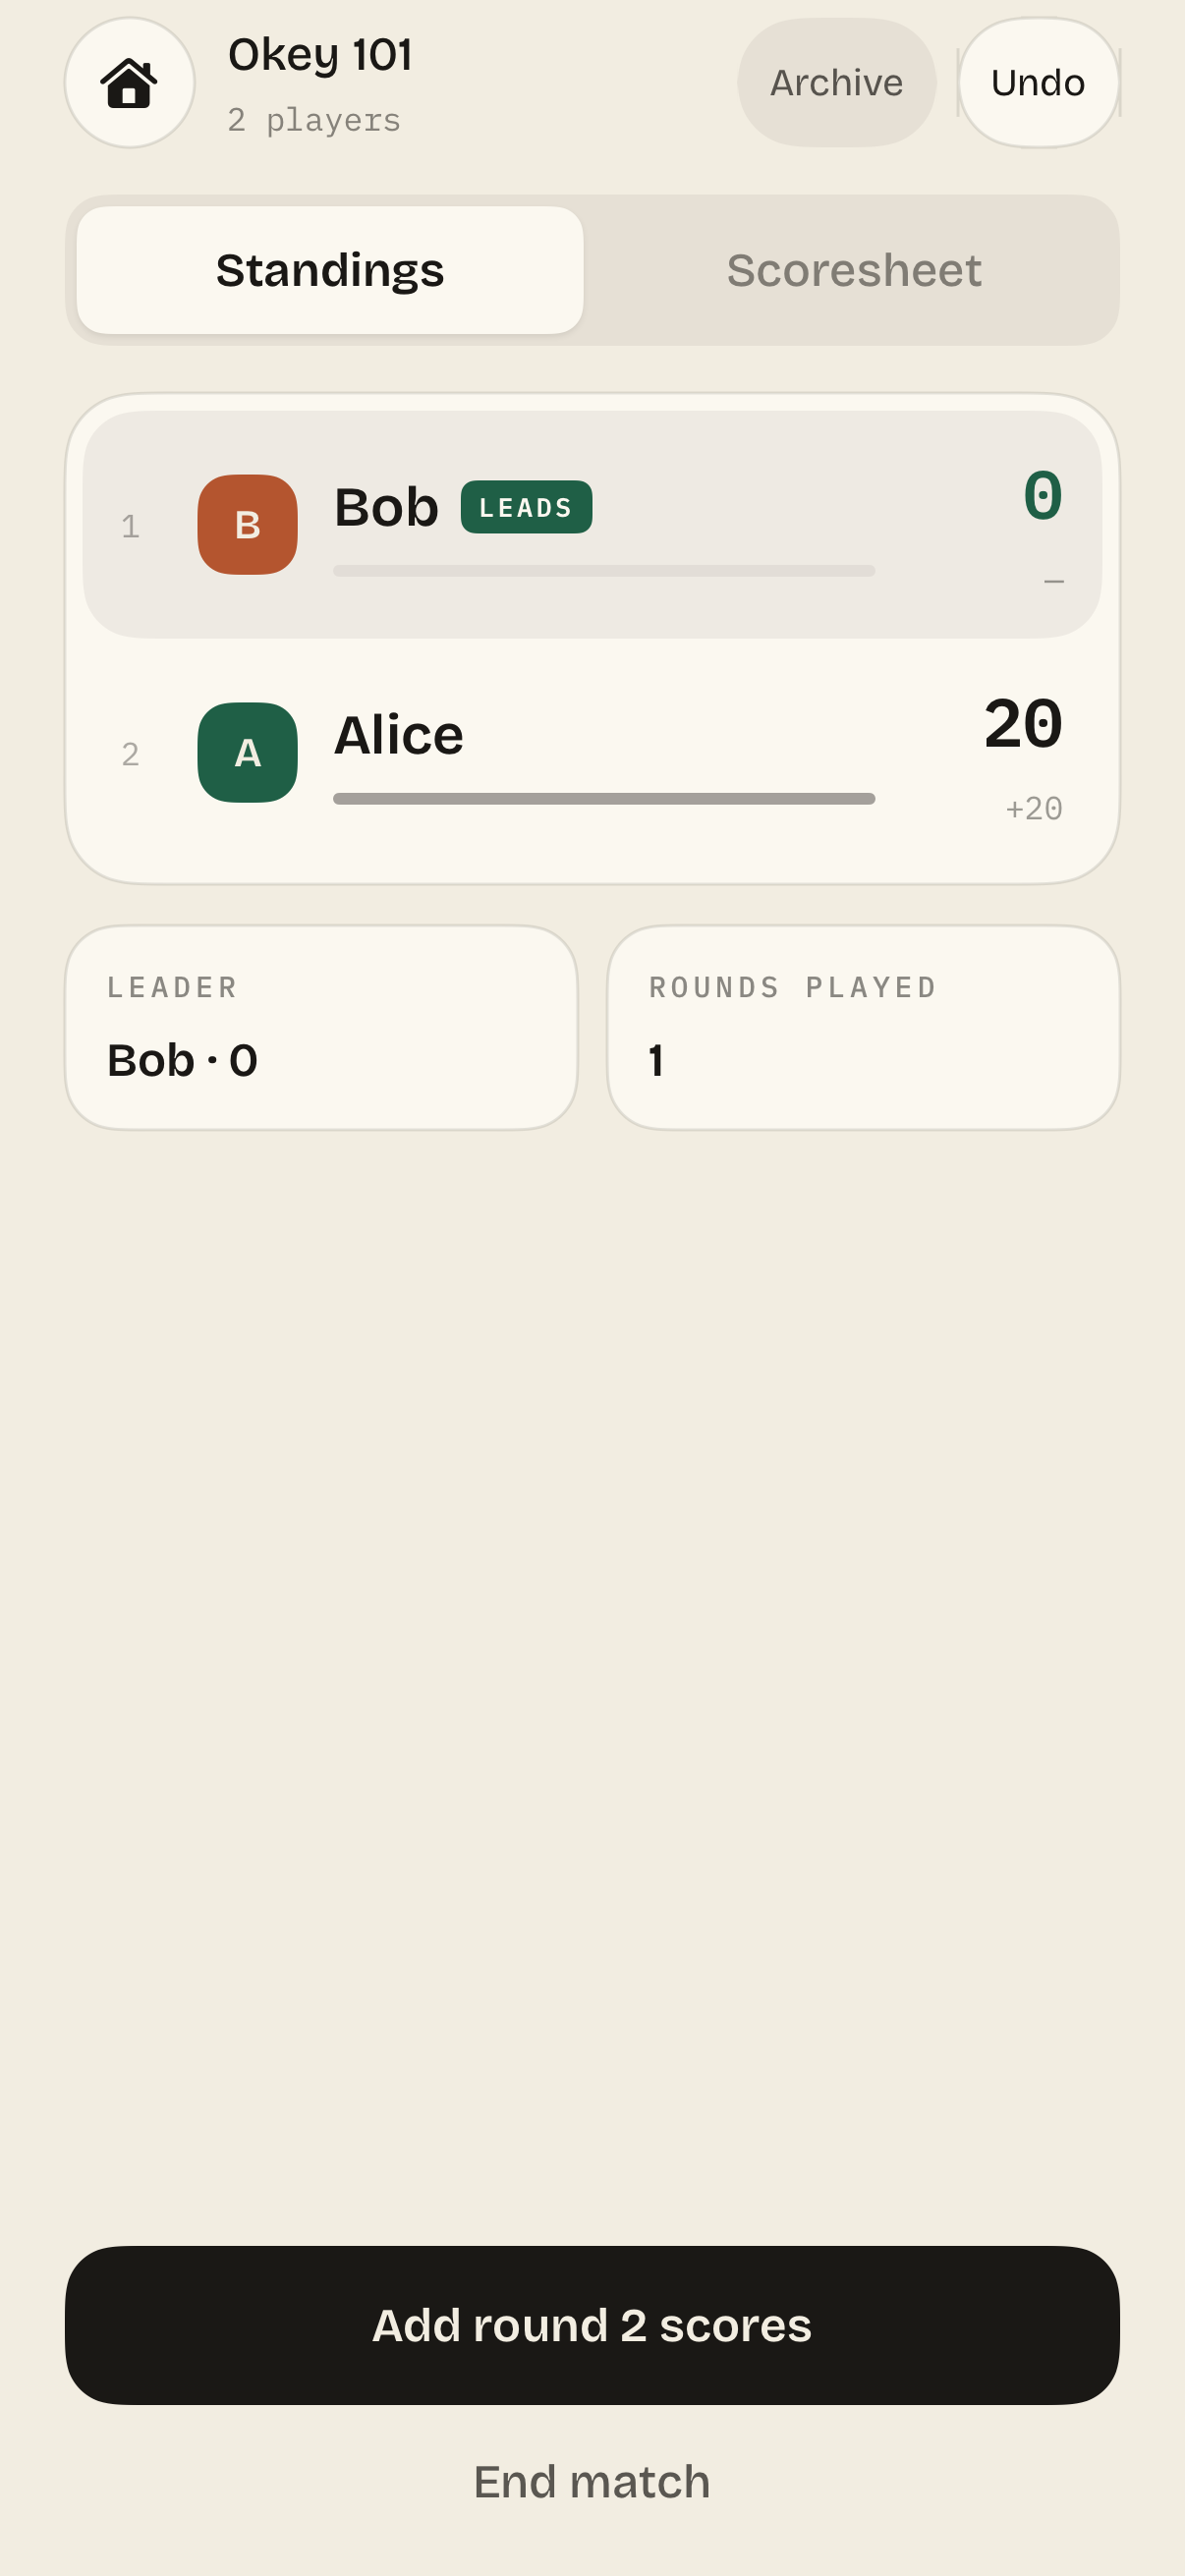 Okey 101
2 players
Archive
Undo
Standings
Scoresheet
1
B
Bob
LEADS
0
—
2
A
Alice
20
+20
LEADER
Bob · 0
ROUNDS PLAYED
1
Add round 2 scores
End match